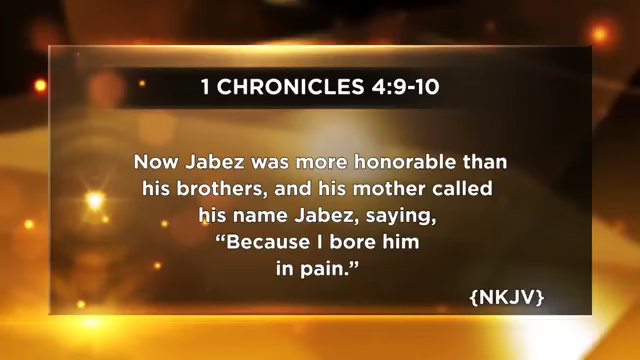 1 CHRONICLES 4:9-10
Now Jabez was more honorable than
his brothers, and his mother called
his name Jabez, saying,
“Because I bore him
in pain.”
{NKJV}